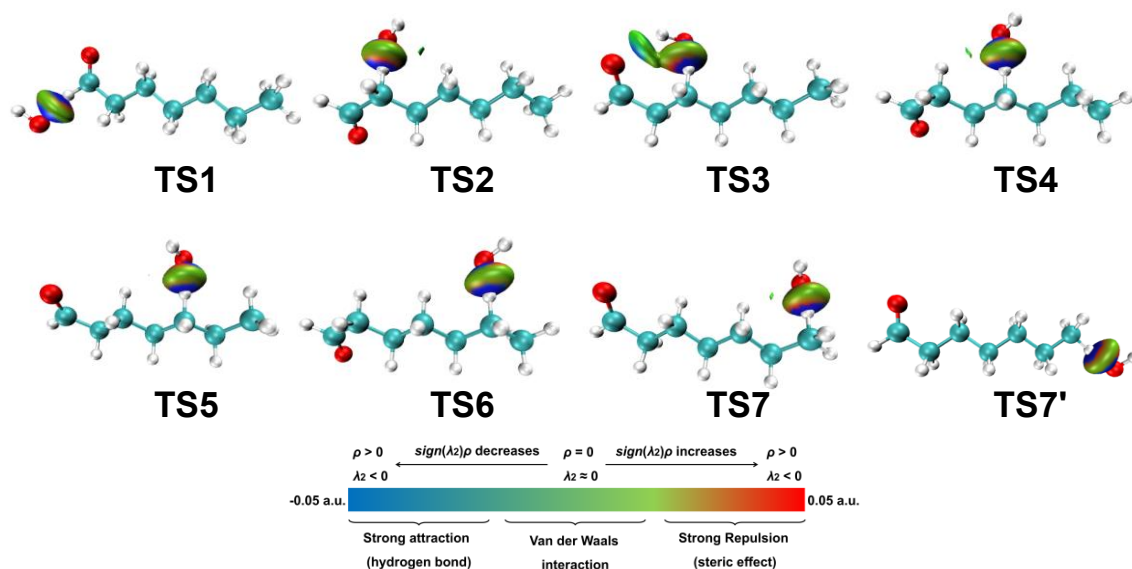 TS1 TS2 TS3 TS4
TS5 TS6 TS7 TS7'
ρ > 0 sign(λ₂)ρ decreases ρ = 0 sign(λ₂)ρ increases ρ > 0
λ₂ < 0 λ₂ ≈ 0 λ₂ < 0
-0.05 a.u. 0.05 a.u.
Strong attraction Van der Waals Strong Repulsion
(hydrogen bond) interaction (steric effect)